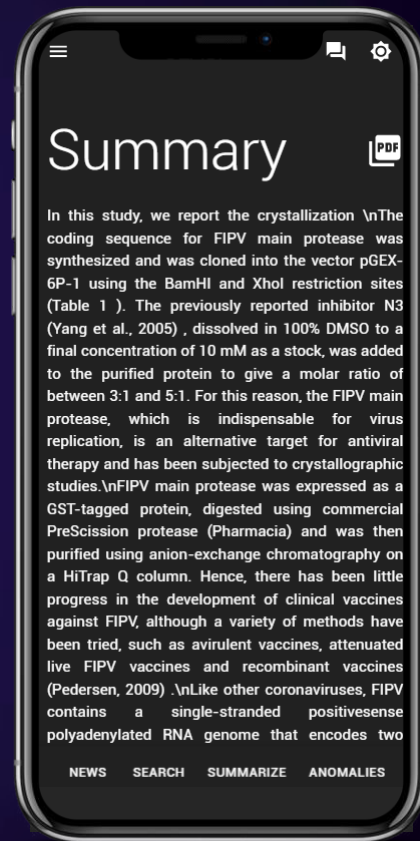 Summary
PDF
In this study, we report the crystallization \nThe
coding sequence for FIPV main protease was
synthesized and was cloned into the vector pGEX-
6P-1 using the BamHI and XhoI restriction sites
(Table 1 ). The previously reported inhibitor N3
(Yang et al., 2005) , dissolved in 100% DMSO to a
final concentration of 10 mM as a stock, was added
to the purified protein to give a molar ratio of
between 3:1 and 5:1. For this reason, the FIPV main
protease, which is indispensable for virus
replication, is an alternative target for antiviral
therapy and has been subjected to crystallographic
studies.\nFIPV main protease was expressed as a
GST-tagged protein, digested using commercial
PreScission protease (Pharmacia) and was then
purified using anion-exchange chromatography on
a HiTrap Q column. Hence, there has been little
progress in the development of clinical vaccines
against FIPV, although a variety of methods have
been tried, such as avirulent vaccines, attenuated
live FIPV vaccines and recombinant vaccines
(Pedersen, 2009) .\nLike other coronaviruses, FIPV
contains a single-stranded positivesense
polyadenylated RNA genome that encodes two
NEWS SEARCH SUMMARIZE ANOMALIES